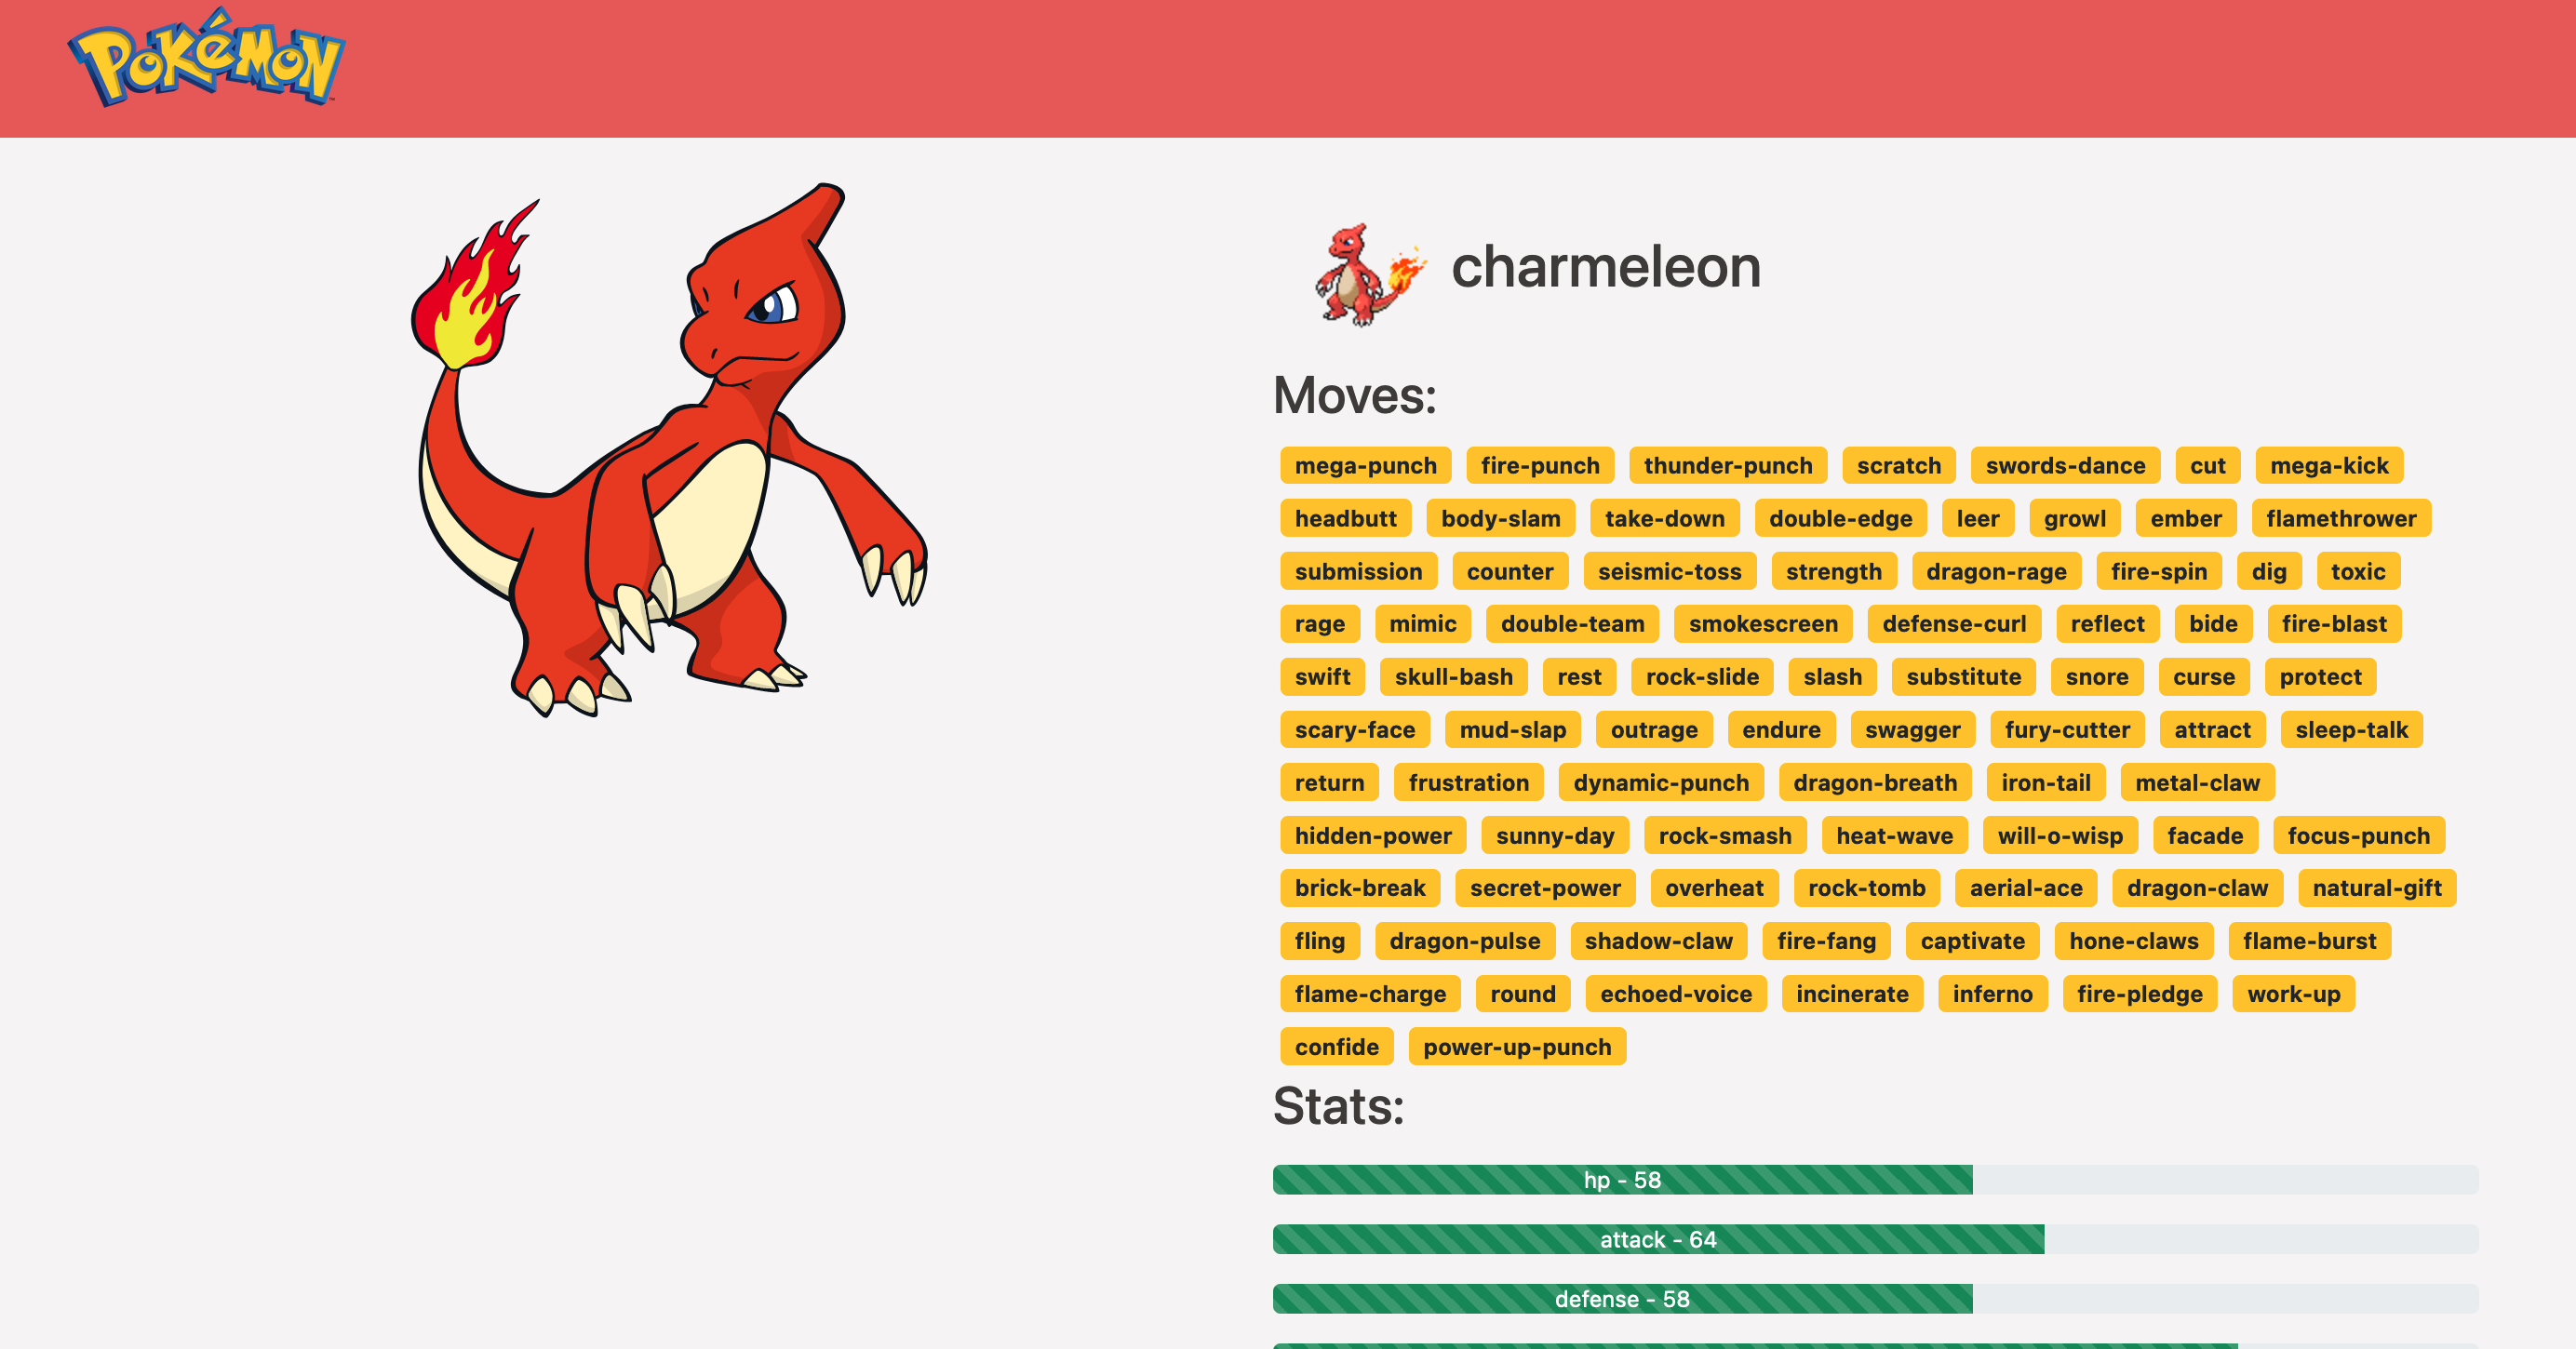 POKéMON
charmeleon
Moves:
mega-punch fire-punch thunder-punch scratch swords-dance cut mega-kick
headbutt body-slam take-down double-edge leer growl ember flamethrower
submission counter seismic-toss strength dragon-rage fire-spin dig toxic
rage mimic double-team smokescreen defense-curl reflect bide fire-blast
swift skull-bash rest rock-slide slash substitute snore curse protect
scary-face mud-slap outrage endure swagger fury-cutter attract sleep-talk
return frustration dynamic-punch dragon-breath iron-tail metal-claw
hidden-power sunny-day rock-smash heat-wave will-o-wisp facade focus-punch
brick-break secret-power overheat rock-tomb aerial-ace dragon-claw natural-gift
fling dragon-pulse shadow-claw fire-fang captivate hone-claws flame-burst
flame-charge round echoed-voice incinerate inferno fire-pledge work-up
confide power-up-punch
Stats:
hp - 58
attack - 64
defense - 58